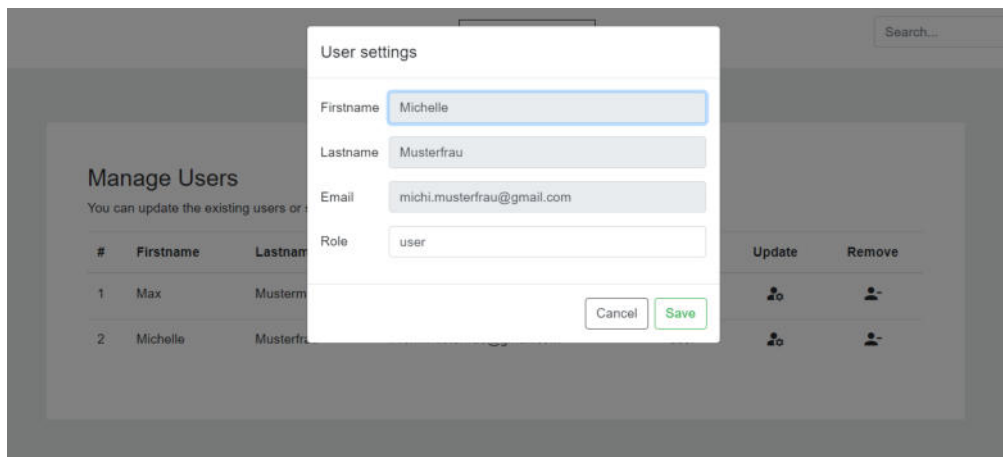 Search...
User settings
Firstname Michelle
Lastname Musterfrau
Email michi.musterfrau@gmail.com
Role user
Cancel Save
Manage Users
You can update the existing users or
# Firstname Lastnam Update Remove
1 Max Musterm
2 Michelle Musterfr